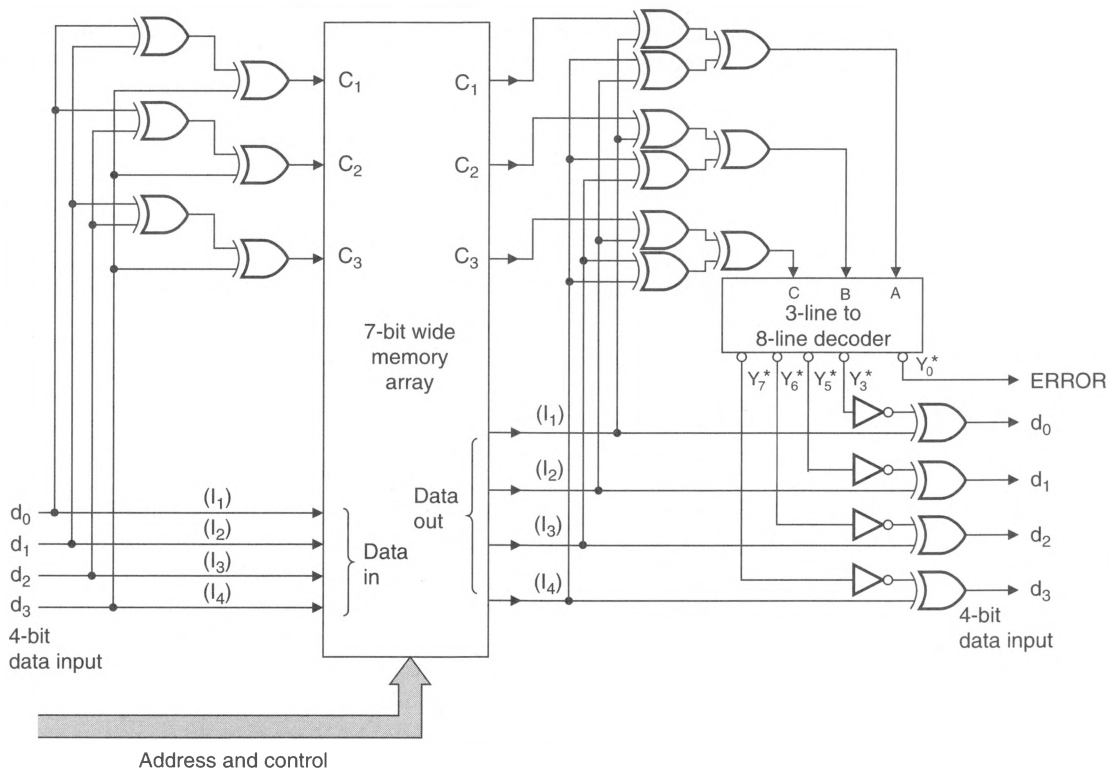 C₁
C₂
C₃
C₁
C₂
C₃
7-bit wide
memory
array
C B A
3-line to
8-line decoder
Y₇* Y₆* Y₅* Y₃* Y₀*
ERROR
d₀
d₁
d₂
d₃
4-bit
data input
(I₁)
(I₂)
(I₃)
(I₄)
Data
out
d₀
d₁
d₂
d₃
4-bit
data input
(I₁)
(I₂)
(I₃)
(I₄)
Data
in
Address and control